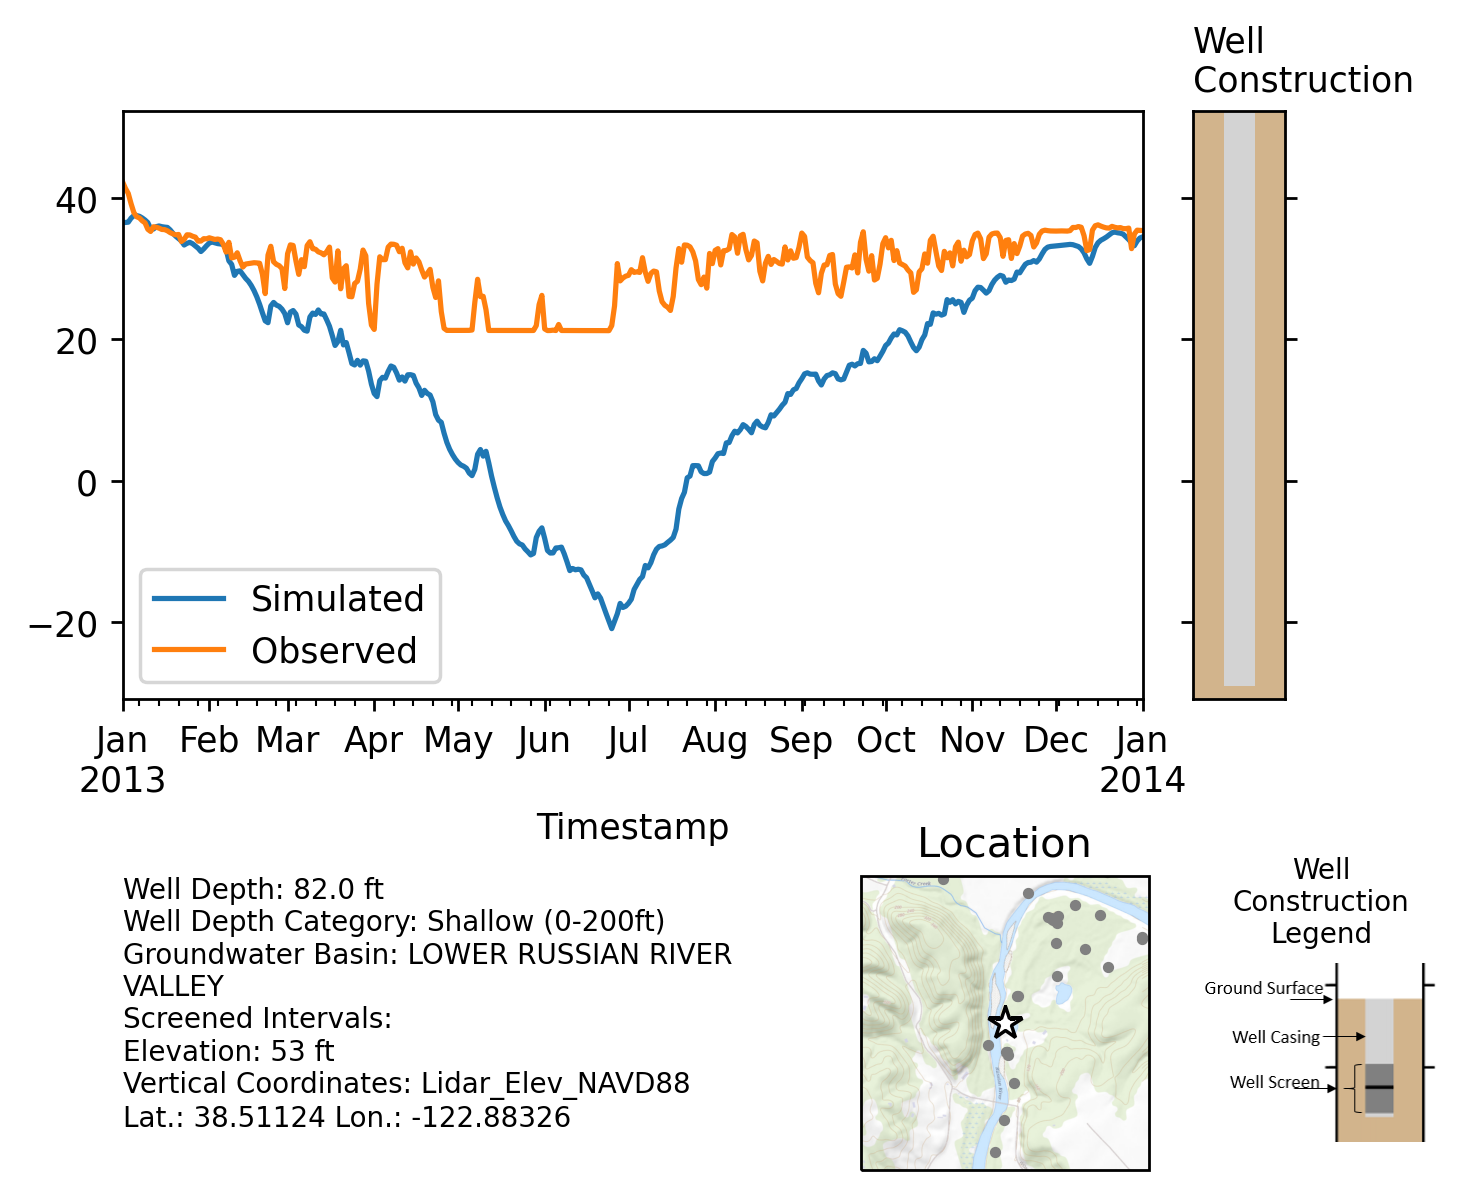 Well
Construction
40
20
0
−20
Simulated
Observed
Jan
2013
Feb
Mar
Apr
May
Jun
Jul
Aug
Sep
Oct
Nov
Dec
Jan
2014
Timestamp
Well Depth: 82.0 ft
Well Depth Category: Shallow (0-200ft)
Groundwater Basin: LOWER RUSSIAN RIVER
VALLEY
Screened Intervals:
Elevation: 53 ft
Vertical Coordinates: Lidar_Elev_NAVD88
Lat.: 38.51124 Lon.: -122.88326
Location
Well
Construction
Legend
Ground Surface
Well Casing
Well Screen